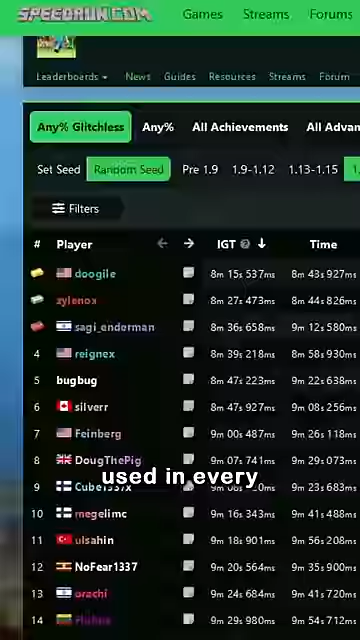 SPEEDRUN.COM Games Streams Forums
Leaderboards News Guides Resources Streams Forum
Any% Glitchless Any% All Achievements All Advan
Set Seed Random Seed Pre 1.9 1.9-1.12 1.13-1.15 1.
Filters
# Player IGT Time
doogile 8m 15s 537ms 8m 43s 927ms
zylenox 8m 27s 473ms 8m 44s 826ms
sagi_enderman 8m 36s 658ms 9m 12s 580ms
4 reignex 8m 39s 218ms 8m 58s 930ms
5 bugbug 8m 47s 223ms 9m 22s 638ms
6 silverr 8m 47s 927ms 9m 08s 256ms
7 Feinberg 9m 00s 487ms 9m 26s 118ms
8 DougThePig 9m 07s 741ms 9m 29s 073ms
used in every
9 Cube1337x 9m 23s 683ms
10 megelimc 9m 16s 343ms 9m 41s 488ms
11 ulsahin 9m 18s 901ms 9m 56s 208ms
12 NoFear1337 9m 20s 564ms 9m 35s 900ms
13 orachi 9m 24s 684ms 9m 41s 720ms
14 9m 29s 980ms 9m 54s 712ms